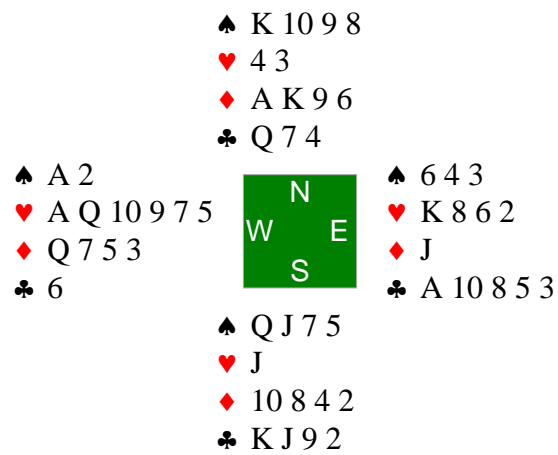 ♠ K 10 9 8
♥ 4 3
♦ A K 9 6
♣ Q 7 4
♠ A 2
♥ A Q 10 9 7 5
♦ Q 7 5 3
♣ 6
N
W E
S
♠ 6 4 3
♥ K 8 6 2
♦ J
♣ A 10 8 5 3
♠ Q J 7 5
♥ J
♦ 10 8 4 2
♣ K J 9 2